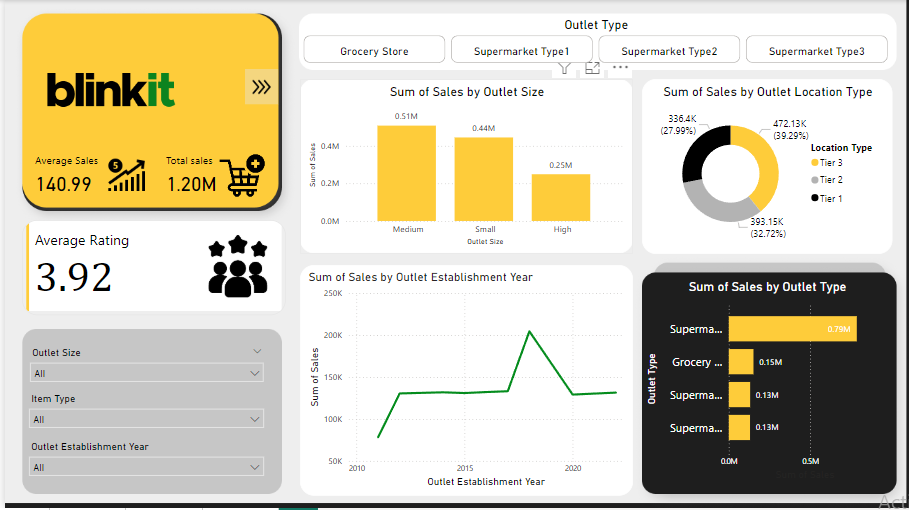 blinkit
Average Sales
140.99
5
Total sales
1.20M
Average Rating
3.92
Outlet Size
All
Item Type
All
Outlet Establishment Year
All
Outlet Type
Grocery Store
Supermarket Type1
Supermarket Type2
Supermarket Type3
Sum of Sales by Outlet Size
Sum of Sales
0.4M
0.2M
0.0M
0.51M
0.44M
0.25M
Medium
Small
High
Outlet Size
Sum of Sales by Outlet Location Type
336.4K
(27.99%)
472.13K
(39.29%)
393.15K
(32.72%)
Location Type
Tier 3
Tier 2
Tier 1
Sum of Sales by Outlet Establishment Year
Sum of Sales
250K
200K
150K
100K
50K
2010
2015
2020
Outlet Establishment Year
Sum of Sales by Outlet Type
Outlet Type
Superma...
0.79M
Grocery ...
0.15M
Superma...
0.13M
Superma...
0.13M
0.0M
0.5M
Act